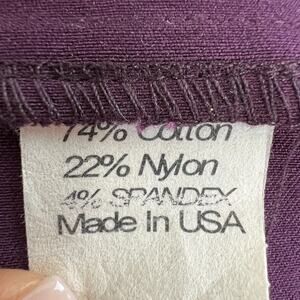 74% Cotton
22% Nylon
4% SPANDEX
Made In USA